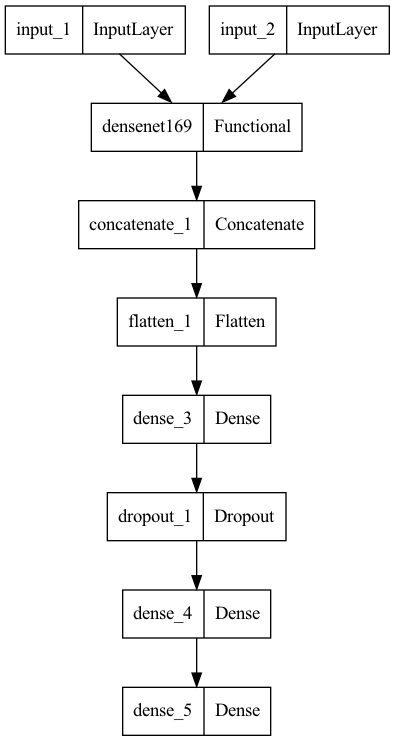 input_1 InputLayer input_2 InputLayer
densenet169 Functional
concatenate_1 Concatenate
flatten_1 Flatten
dense_3 Dense
dropout_1 Dropout
dense_4 Dense
dense_5 Dense